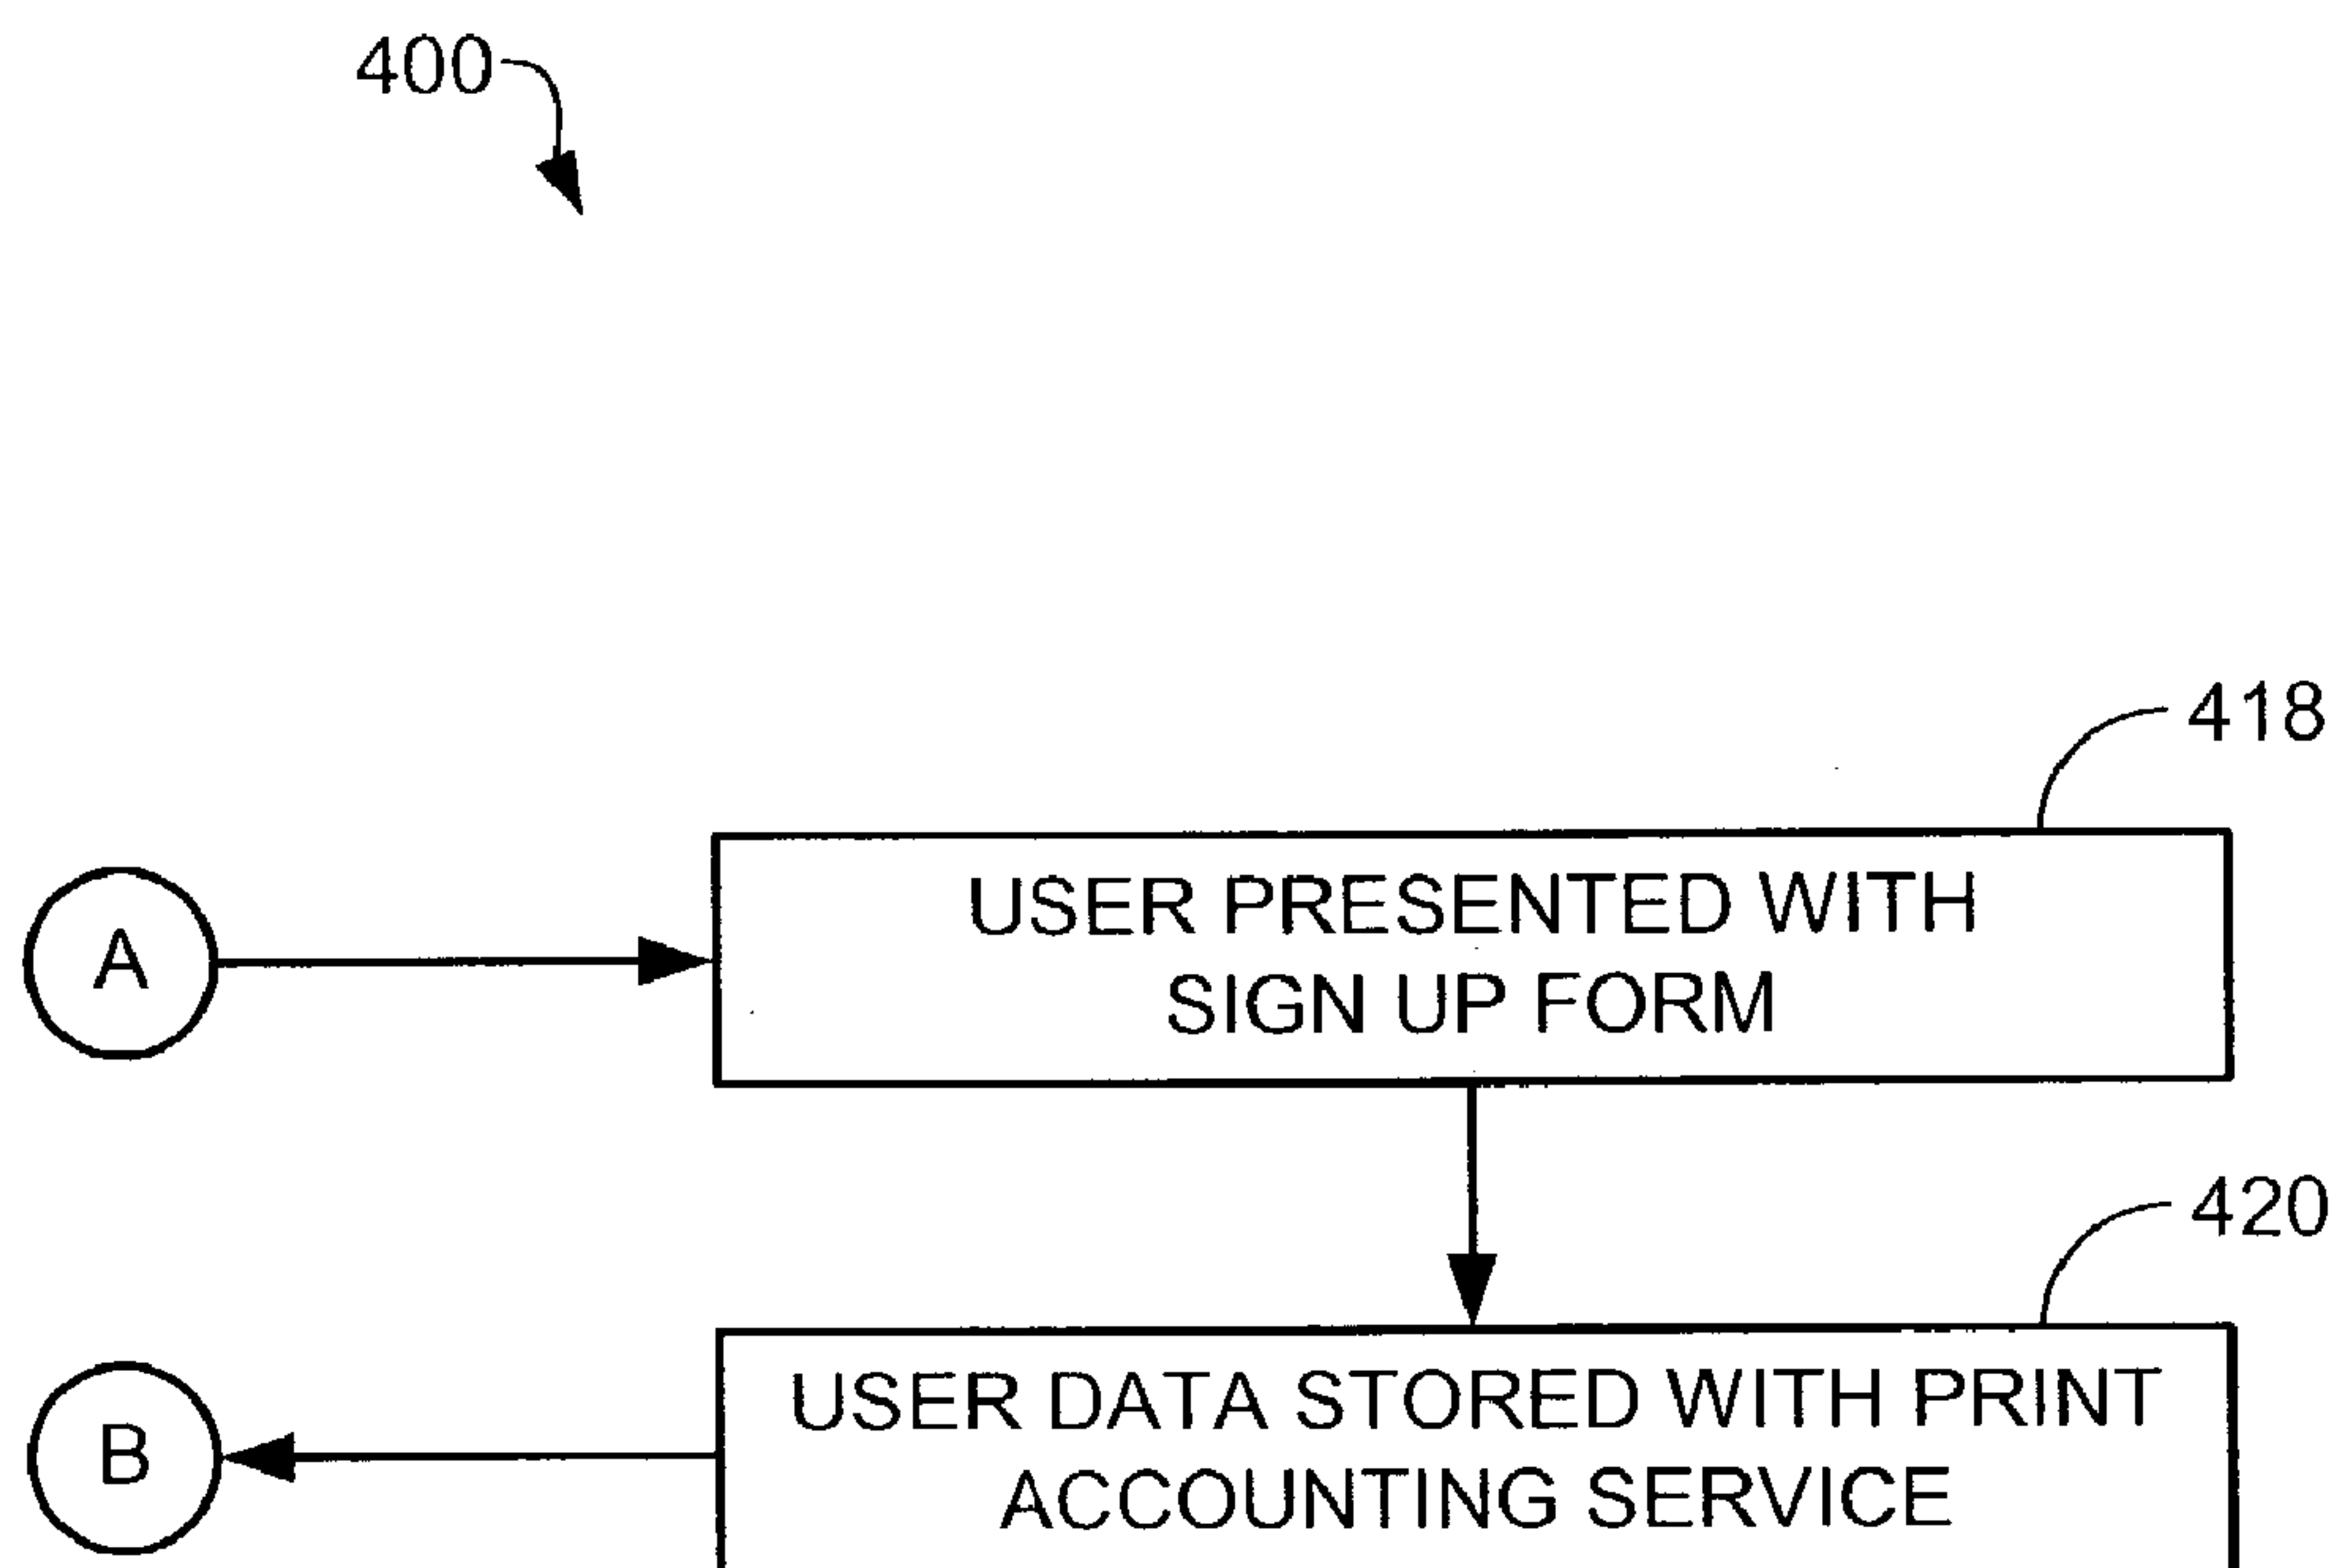 400
418
A
USER PRESENTED WITH
SIGN UP FORM
420
B
USER DATA STORED WITH PRINT
ACCOUNTING SERVICE